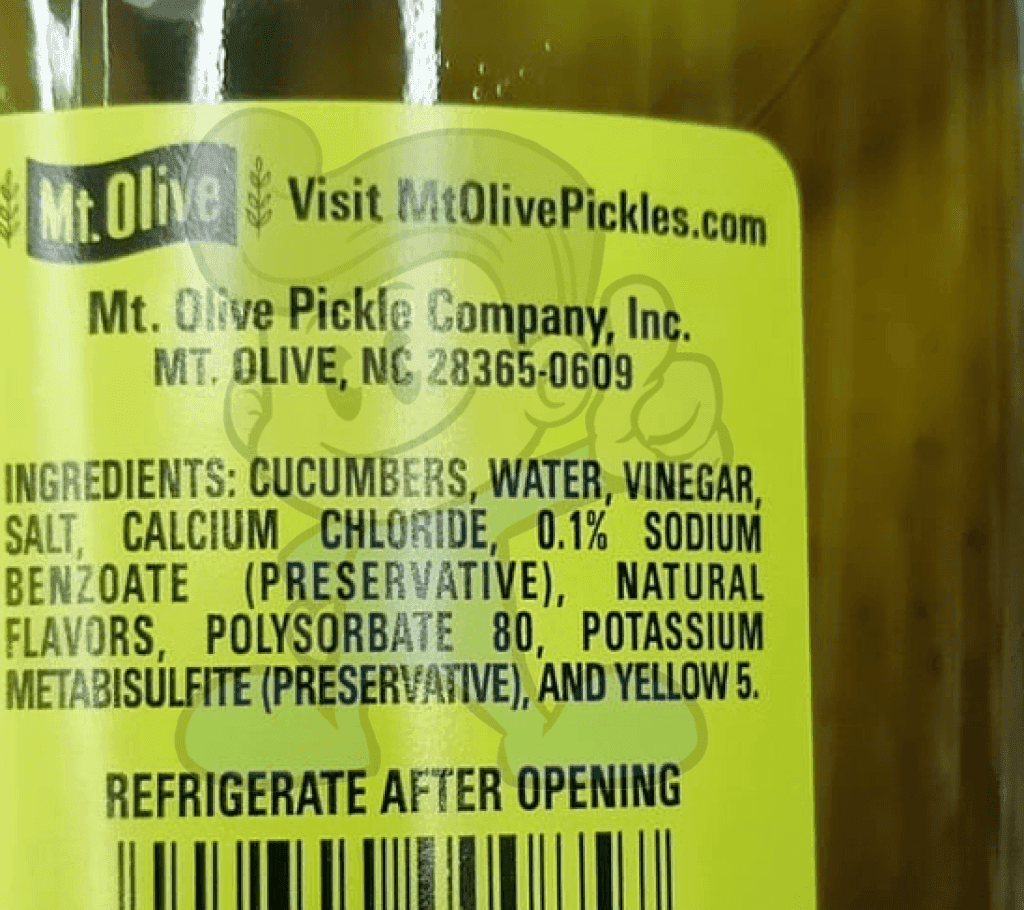 Mt. Olive Visit MtOlivePickles.com
Mt. Olive Pickle Company, Inc.
MT. OLIVE, NC 28365-0609
INGREDIENTS: CUCUMBERS, WATER, VINEGAR,
SALT, CALCIUM CHLORIDE, 0.1% SODIUM
BENZOATE (PRESERVATIVE), NATURAL
FLAVORS, POLYSORBATE 80, POTASSIUM
METABISULFITE (PRESERVATIVE), AND YELLOW 5.
REFRIGERATE AFTER OPENING